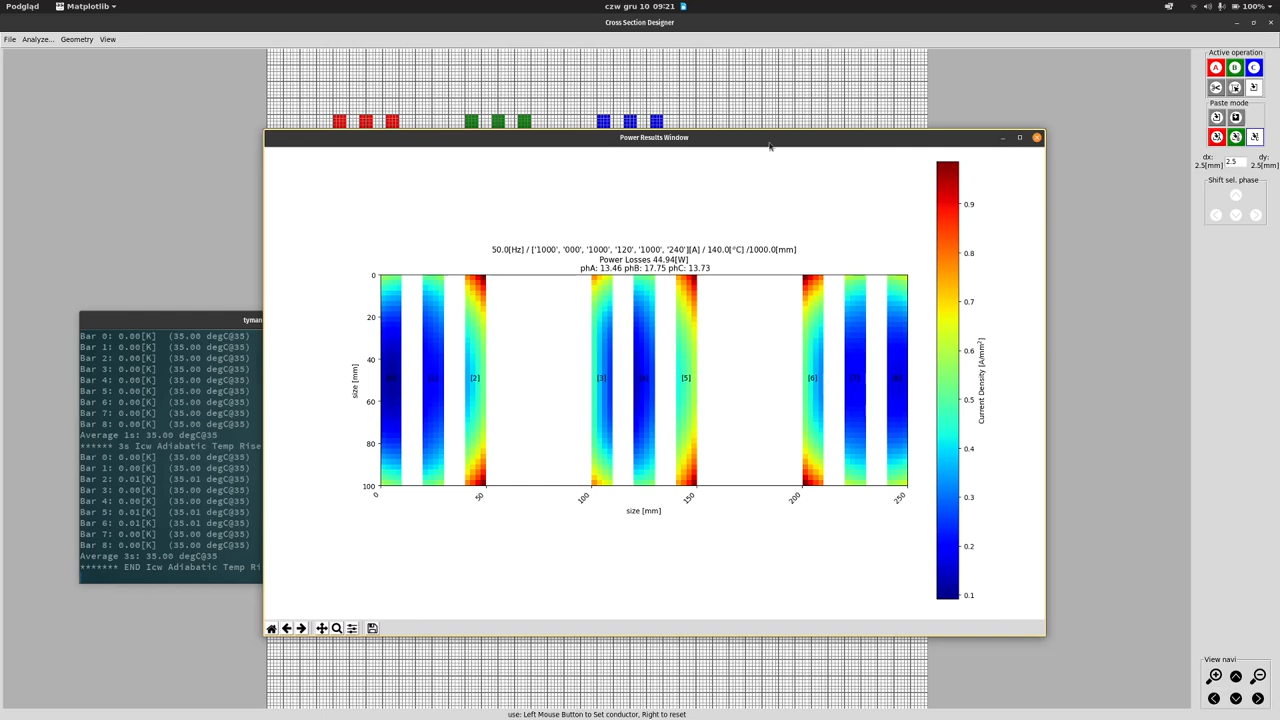 Podgląd
Matplotlib
czw gru 10 09:21
100%
Cross Section Designer
File Analyze... Geometry View
Active operation
A B C
Paste mode
dx: 2.5 dy:
2.5[mm] 2.5[mm]
Shift sel. phase
Power Results Window
50.0[Hz] / ['1000', '000', '1000', '120', '1000', '240'][A] / 140.0[°C] /1000.0[mm]
Power Losses 44.94[W]
phA: 13.46 phB: 17.75 phC: 13.73
0
20
40
60
80
100
size [mm]
[2] [3] [5] [6]
0 50 100 150 200 250
size [mm]
0.9
0.8
0.7
0.6
0.5
0.4
0.3
0.2
0.1
Current Density [A/mm²]
tyman
Bar 0: 0.00[K] (35.00 degC@35)
Bar 1: 0.00[K] (35.00 degC@35)
Bar 2: 0.00[K] (35.00 degC@35)
Bar 3: 0.00[K] (35.00 degC@35)
Bar 4: 0.00[K] (35.00 degC@35)
Bar 5: 0.00[K] (35.00 degC@35)
Bar 6: 0.00[K] (35.00 degC@35)
Bar 7: 0.00[K] (35.00 degC@35)
Bar 8: 0.00[K] (35.00 degC@35)
Average 1s: 35.00 degC@35
****** 3s Icw Adiabatic Temp Rise
Bar 0: 0.00[K] (35.00 degC@35)
Bar 1: 0.00[K] (35.00 degC@35)
Bar 2: 0.01[K] (35.01 degC@35)
Bar 3: 0.00[K] (35.00 degC@35)
Bar 4: 0.00[K] (35.00 degC@35)
Bar 5: 0.01[K] (35.01 degC@35)
Bar 6: 0.01[K] (35.01 degC@35)
Bar 7: 0.00[K] (35.00 degC@35)
Bar 8: 0.00[K] (35.00 degC@35)
Average 3s: 35.00 degC@35
******* END Icw Adiabatic Temp Ri
View navi
use: Left Mouse Button to Set conductor, Right to reset